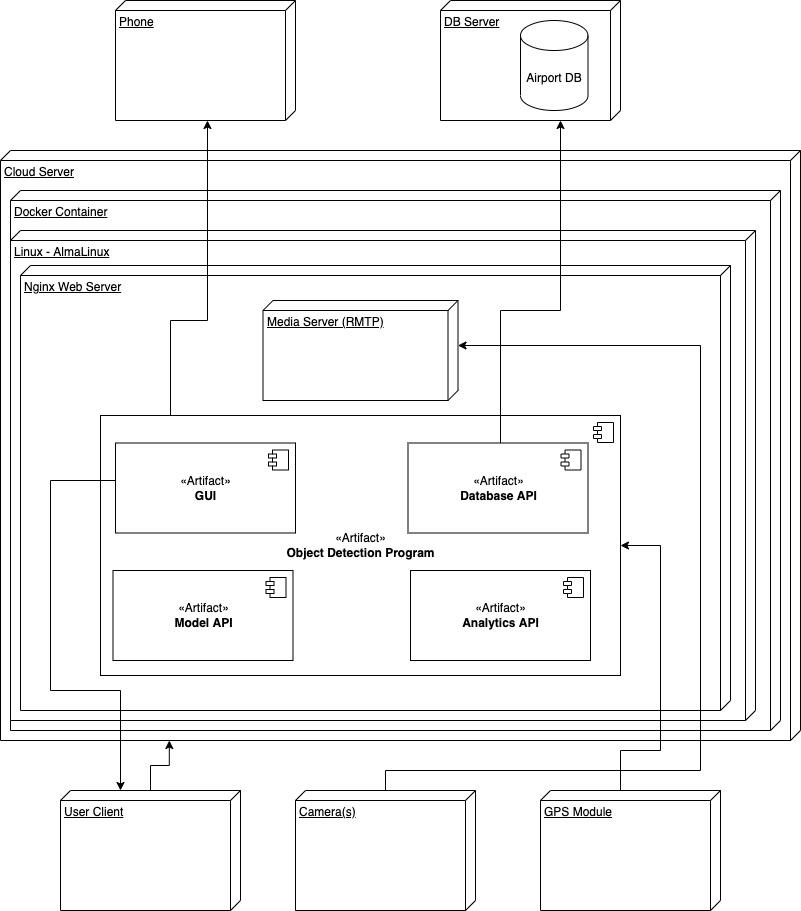 Phone
DB Server
Airport DB
Cloud Server
Docker Container
Linux - AlmaLinux
Nginx Web Server
Media Server (RMTP)
«Artifact»
GUI
«Artifact»
Database API
«Artifact»
Object Detection Program
«Artifact»
Model API
«Artifact»
Analytics API
User Client
Camera(s)
GPS Module